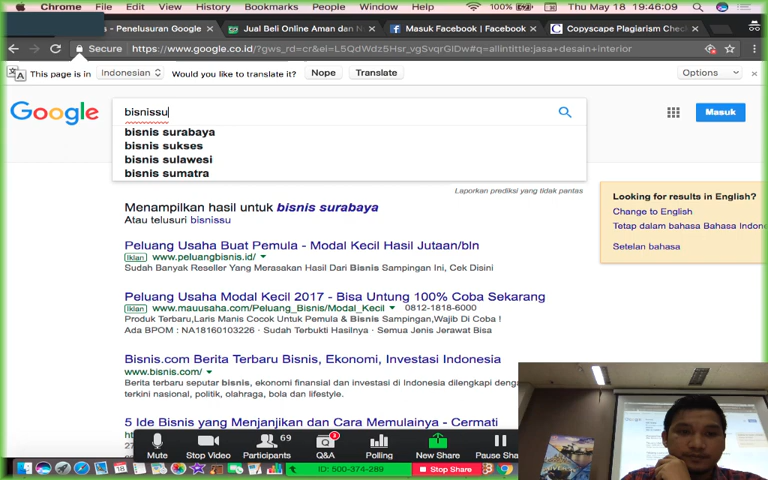 View History Bookmarks People Window Help 100% Thu May 18 19:46:09
- Penelusuran Google Jual Beli Online Aman dan N Masuk Facebook | Facebook Copyscape Plagiarism Check
Secure https://www.google.co.id/?gws_rd=cr&ei=L5QdWdz5Hsr_vgSvqrGIDw#q=allintitle:jasa+desain+interior
This page is in Indonesian Would you like to translate it? Nope Translate Options
Google bisnissu Masuk
bisnis surabaya
bisnis sukses
bisnis sulawesi
bisnis sumatra
Laporkan prediksi yang tidak pantas
Menampilkan hasil untuk bisnis surabaya
Atau telusuri bisnissu
Looking for results in English?
Change to English
Tetap dalam bahasa Bahasa Indon
Setelan bahasa
Peluang Usaha Buat Pemula - Modal Kecil Hasil Jutaan/bln
Iklan www.peluangbisnis.id/
Sudah Banyak Reseller Yang Merasakan Hasil Dari Bisnis Sampingan Ini, Cek Disini
Peluang Usaha Modal Kecil 2017 - Bisa Untung 100% Coba Sekarang
Iklan www.mauusaha.com/Peluang_Bisnis/Modal_Kecil 0812-1818-6000
Produk Terbaru,Laris Manis Cocok Untuk Pemula & Bisnis Sampingan,Wajib Di Coba !
Ada BPOM : NA18160103226 · Sudah Terbukti Hasilnya · Semua Jenis Jerawat Bisa
Bisnis.com Berita Terbaru Bisnis, Ekonomi, Investasi Indonesia
www.bisnis.com/
Berita terbaru seputar bisnis, ekonomi finansial dan investasi di Indonesia dilengkapi dengan
terkini nasional, politik, olahraga, bola dan lifestyle.
5 Ide Bisnis yang Menjanjikan dan Cara Memulainya - Cermati
Mute Stop Video Participants 69 Q&A Polling New Share Pause Sha
ID: 500-374-289 Stop Share